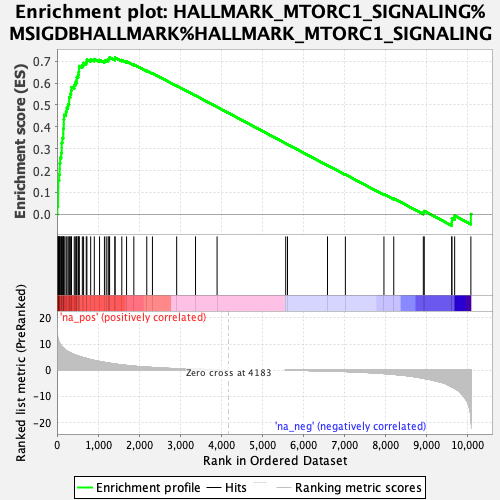 Enrichment plot: HALLMARK_MTORC1_SIGNALING%
MSIGDBHALLMARK%HALLMARK_MTORC1_SIGNALING
Enrichment score (ES)
0.7
0.6
0.5
0.4
0.3
0.2
0.1
0.0
Ranked list metric (PreRanked)
20
10
0
-10
-20
'na_pos' (positively correlated)
Zero cross at 4183
'na_neg' (negatively correlated)
0
1,000
2,000
3,000
4,000
5,000
6,000
7,000
8,000
9,000
10,000
Rank in Ordered Dataset
Enrichment profile
Hits
Ranking metric scores